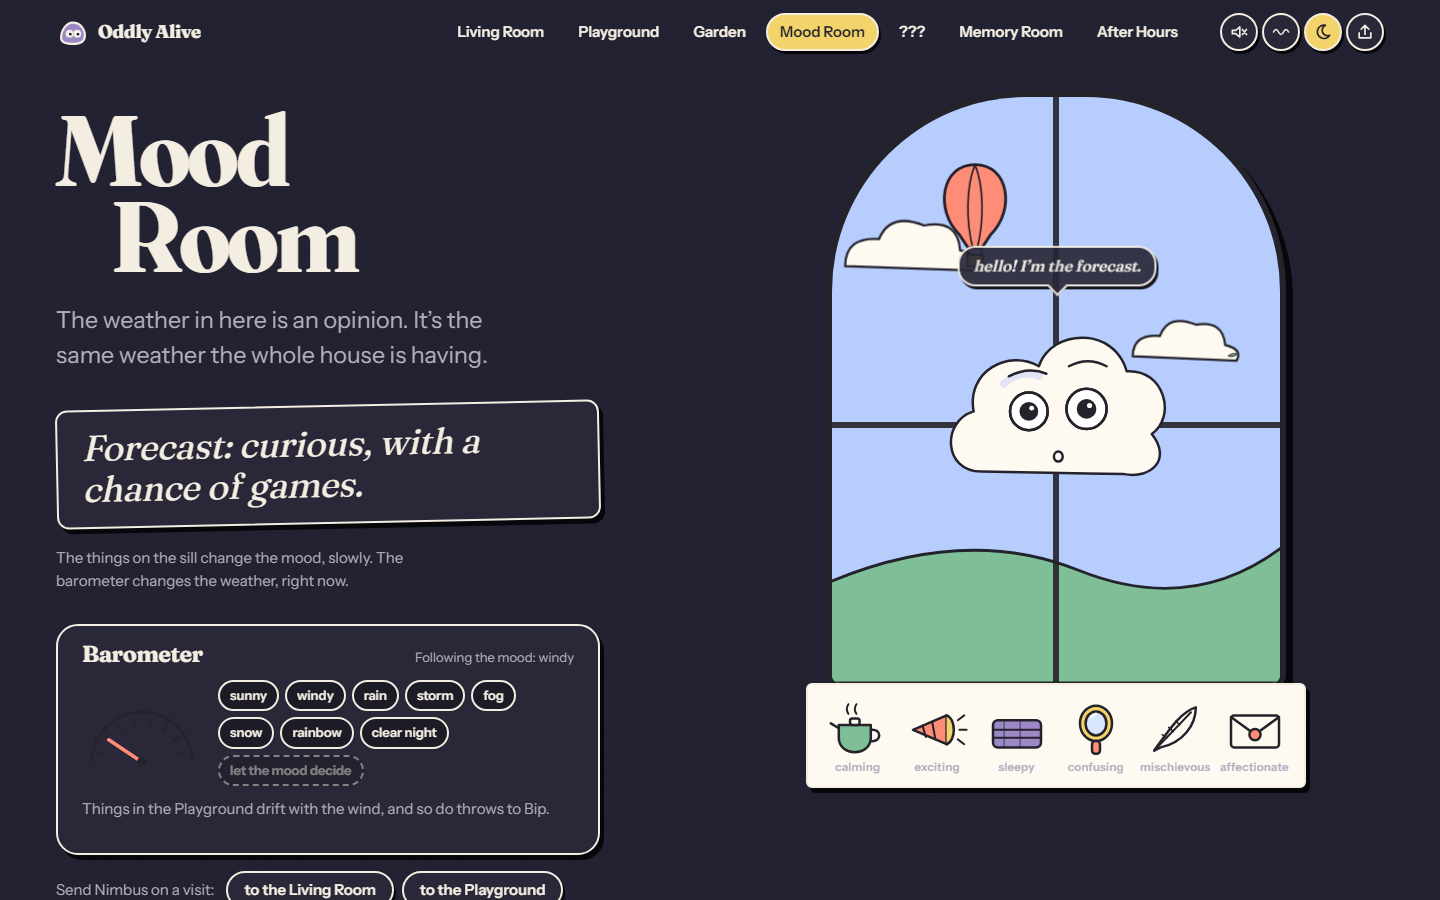 Oddly Alive
Living Room
Playground
Garden
Mood Room
???
Memory Room
After Hours
Mood
Room
The weather in here is an opinion. It's the
same weather the whole house is having.
Forecast: curious, with a
chance of games.
The things on the sill change the mood, slowly. The
barometer changes the weather, right now.
Barometer
Following the mood: windy
sunny
windy
rain
storm
fog
snow
rainbow
clear night
let the mood decide
Things in the Playground drift with the wind, and so do throws to Bip.
Send Nimbus on a visit:
to the Living Room
to the Playground
hello! I'm the forecast.
calming
exciting
sleepy
confusing
mischievous
affectionate